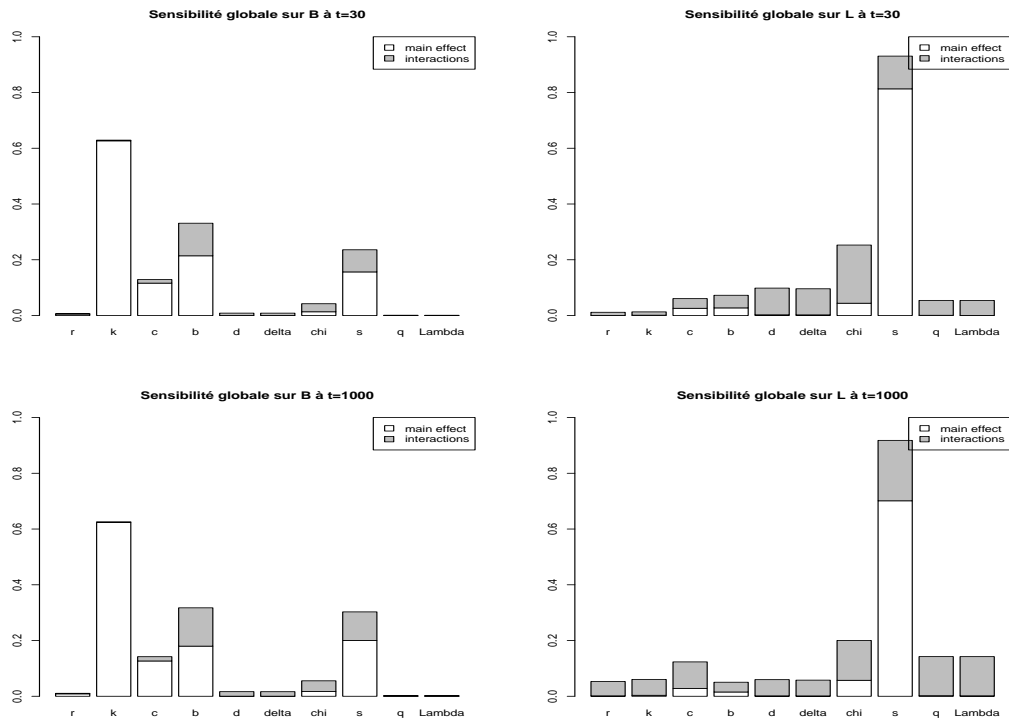 Sensibilité globale sur B à t=30
1.0
0.8
0.6
0.4
0.2
0.0
main effect
interactions
r k c b d delta chi s q Lambda
Sensibilité globale sur L à t=30
1.0
0.8
0.6
0.4
0.2
0.0
main effect
interactions
r k c b d delta chi s q Lambda
Sensibilité globale sur B à t=1000
1.0
0.8
0.6
0.4
0.2
0.0
main effect
interactions
r k c b d delta chi s q Lambda
Sensibilité globale sur L à t=1000
1.0
0.8
0.6
0.4
0.2
0.0
main effect
interactions
r k c b d delta chi s q Lambda